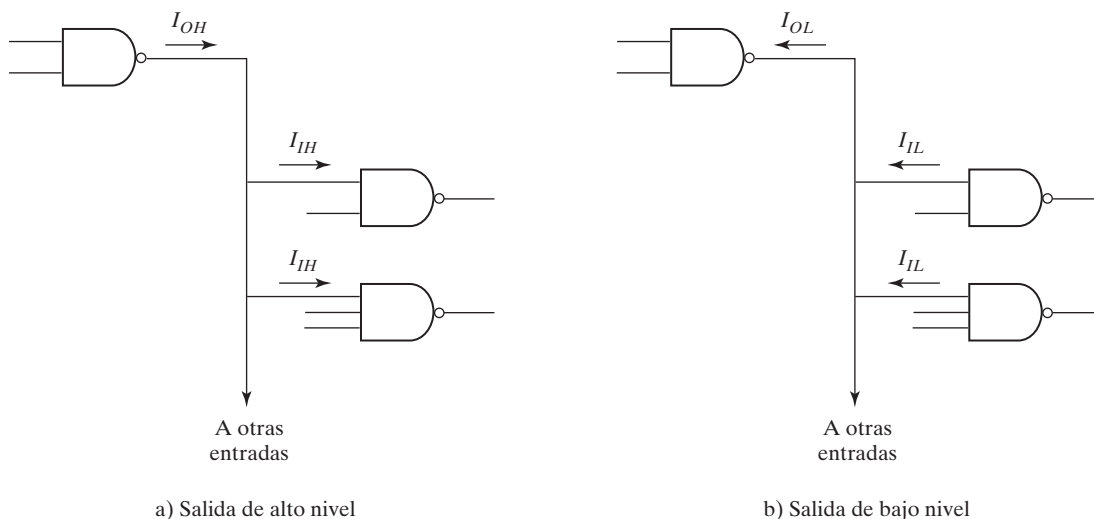 I_OH
I_IH
I_IH
A otras
entradas
a) Salida de alto nivel
I_OL
I_IL
I_IL
A otras
entradas
b) Salida de bajo nivel